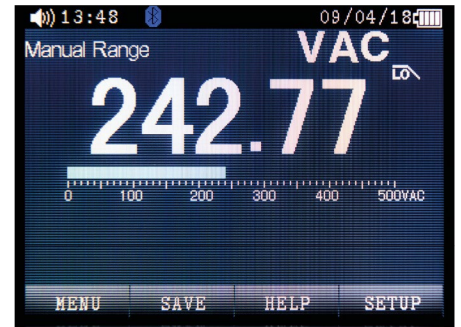 13:48 09/04/18
Manual Range VAC
LO
242.77
0 100 200 300 400 500VAC
MENU SAVE HELP SETUP